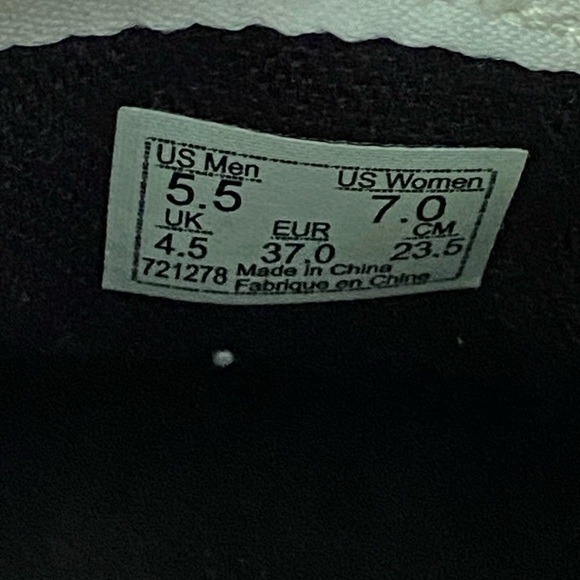 US Men US Women
5.5 7.0
UK EUR CM
4.5 37.0 23.5
721278 Made in China
Fabrique en Chine